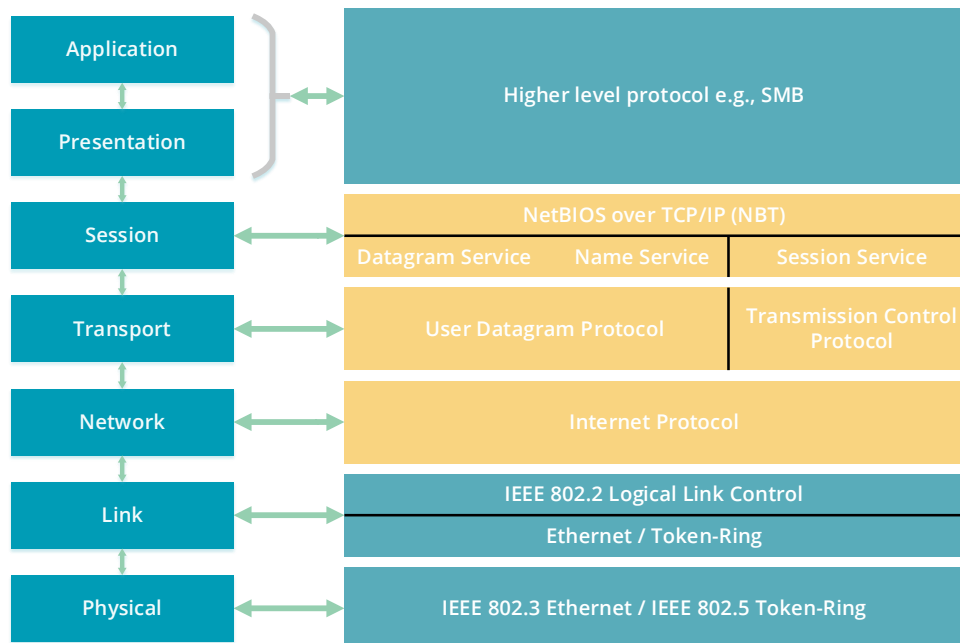 Application
Higher level protocol e.g., SMB
Presentation
NetBIOS over TCP/IP (NBT)
Session
Datagram Service Name Service Session Service
Transport
User Datagram Protocol
Transmission Control
Protocol
Network
Internet Protocol
IEEE 802.2 Logical Link Control
Link
Ethernet / Token-Ring
Physical
IEEE 802.3 Ethernet / IEEE 802.5 Token-Ring